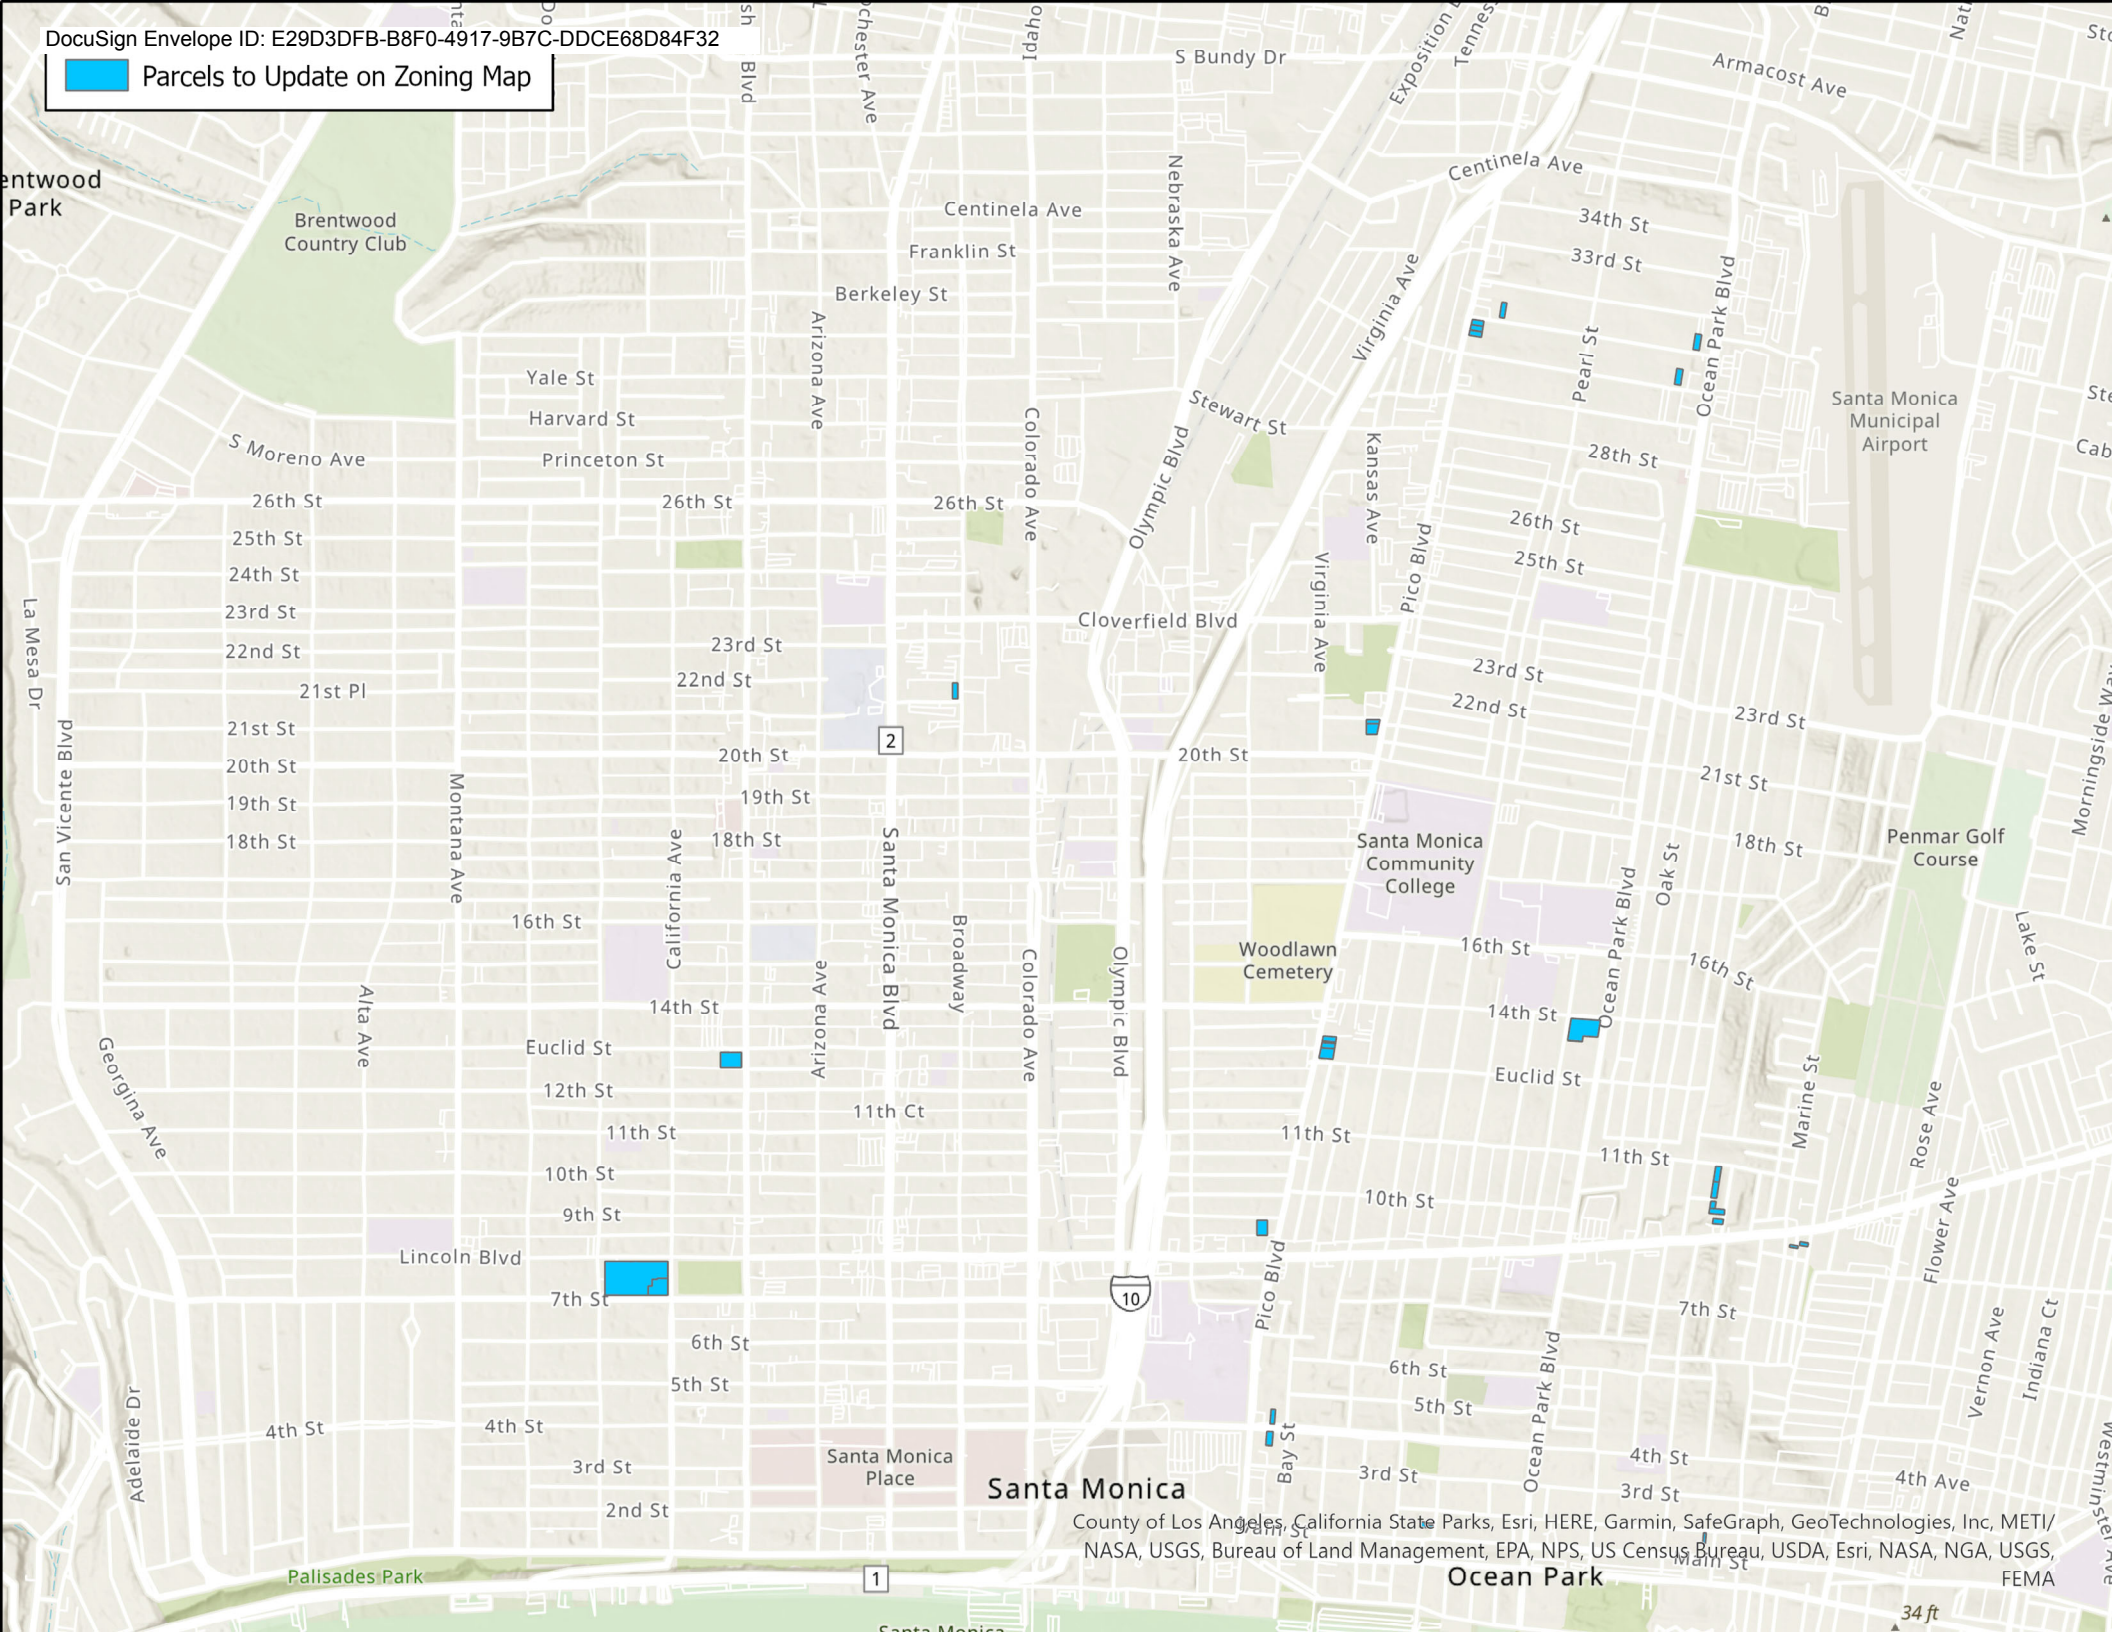 DocuSign Envelope ID: E29D3DFB-B8F0-4917-9B7C-DDCE68D84F32
Parcels to Update on Zoning Map
S Bundy Dr
Armacost Ave
Blvd
Centinela Ave
Park
Brentwood
Country Club
Nebraska Ave
Centinela Ave
34th St
Franklin St
33rd St
Berkeley St
Virginia Ave
Ocean Park Blvd
Arizona Ave
Pearl St
Yale St
Stewart St
Santa Monica
Municipal
Airport
Harvard St
S Moreno Ave
Princeton St
Colorado Ave
Olympic Blvd
Kansas Ave
28th St
26th St
26th St
26th St
26th St
25th St
25th St
Pico Blvd
24th St
La Mesa Dr
23rd St
Cloverfield Blvd
Virginia Ave
22nd St
23rd St
22nd St
23rd St
22nd St
23rd St
21st Pl
21st St
2
20th St
20th St
20th St
21st St
San Vicente Blvd
Montana Ave
19th St
19th St
18th St
18th St
18th St
California Ave
Santa Monica Blvd
Santa Monica
Community
College
Oak St
Penmar Golf
Course
16th St
Broadway
Woodlawn
Cemetery
16th St
16th St
Ocean Park Blvd
Lake St
Alta Ave
14th St
Arizona Ave
Colorado Ave
Olympic Blvd
14th St
Georgina Ave
Euclid St
12th St
Euclid St
Marine St
11th Ct
11th St
11th St
11th St
Rose Ave
10th St
10th St
9th St
Lincoln Blvd
Flower Ave
7th St
10
Pico Blvd
7th St
6th St
6th St
5th St
5th St
Ocean Park Blvd
Vernon Ave
Indiana Ct
Adelaide Dr
4th St
4th St
Bay St
4th St
4th Ave
3rd St
Santa Monica
Place
3rd St
3rd St
2nd St
Santa Monica
County of Los Angeles, California State Parks, Esri, HERE, Garmin, SafeGraph, GeoTechnologies, Inc, METI/
NASA, USGS, Bureau of Land Management, EPA, NPS, US Census Bureau, USDA, Esri, NASA, NGA, USGS,
FEMA
Main St
Palisades Park
1
Ocean Park
34 ft